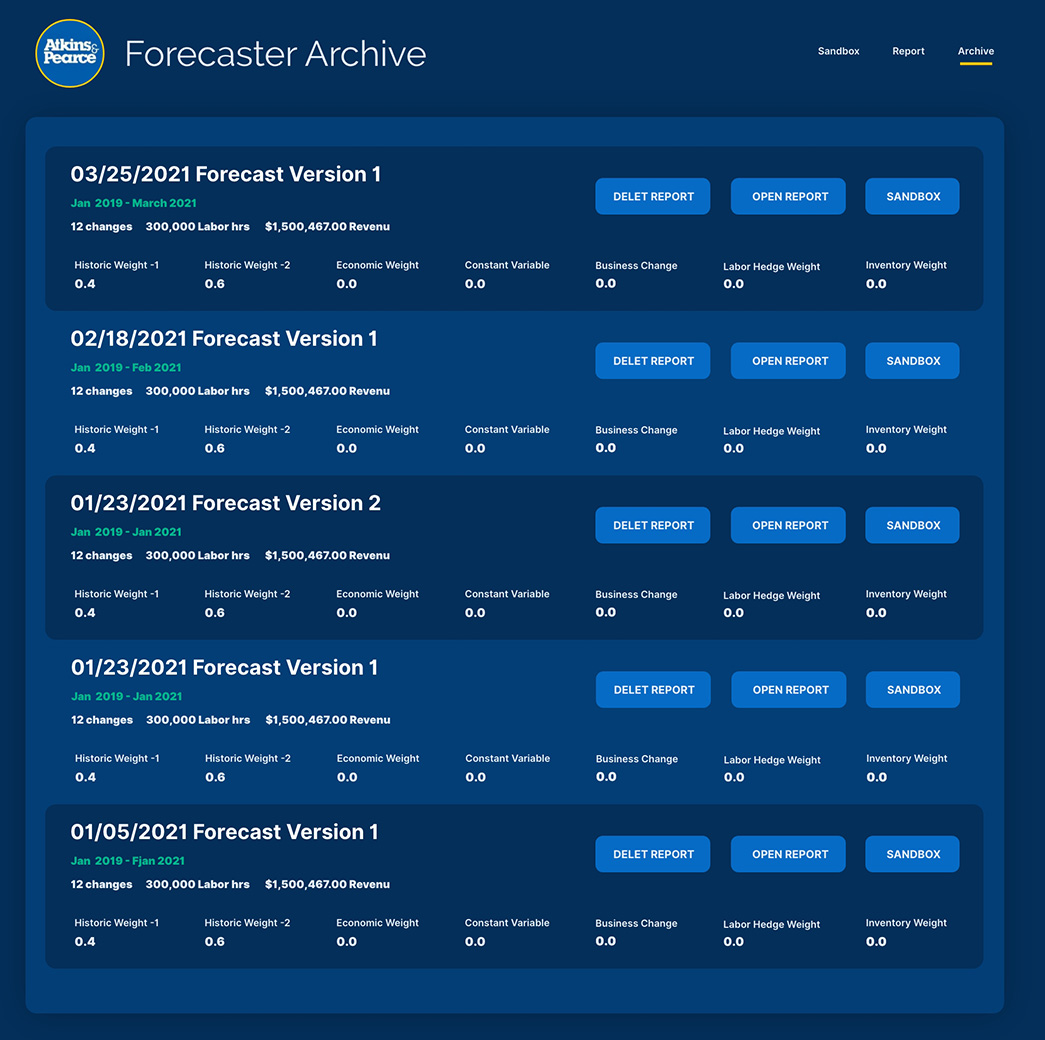 Atkins&
Pearce
Forecaster Archive
Sandbox Report Archive
03/25/2021 Forecast Version 1
Jan 2019 - March 2021
12 changes 300,000 Labor hrs $1,500,467.00 Revenu
DELET REPORT OPEN REPORT SANDBOX
Historic Weight -1 Historic Weight -2 Economic Weight Constant Variable Business Change Labor Hedge Weight Inventory Weight
0.4 0.6 0.0 0.0 0.0 0.0 0.0
02/18/2021 Forecast Version 1
Jan 2019 - Feb 2021
12 changes 300,000 Labor hrs $1,500,467.00 Revenu
DELET REPORT OPEN REPORT SANDBOX
Historic Weight -1 Historic Weight -2 Economic Weight Constant Variable Business Change Labor Hedge Weight Inventory Weight
0.4 0.6 0.0 0.0 0.0 0.0 0.0
01/23/2021 Forecast Version 2
Jan 2019 - Jan 2021
12 changes 300,000 Labor hrs $1,500,467.00 Revenu
DELET REPORT OPEN REPORT SANDBOX
Historic Weight -1 Historic Weight -2 Economic Weight Constant Variable Business Change Labor Hedge Weight Inventory Weight
0.4 0.6 0.0 0.0 0.0 0.0 0.0
01/23/2021 Forecast Version 1
Jan 2019 - Jan 2021
12 changes 300,000 Labor hrs $1,500,467.00 Revenu
DELET REPORT OPEN REPORT SANDBOX
Historic Weight -1 Historic Weight -2 Economic Weight Constant Variable Business Change Labor Hedge Weight Inventory Weight
0.4 0.6 0.0 0.0 0.0 0.0 0.0
01/05/2021 Forecast Version 1
Jan 2019 - Fjan 2021
12 changes 300,000 Labor hrs $1,500,467.00 Revenu
DELET REPORT OPEN REPORT SANDBOX
Historic Weight -1 Historic Weight -2 Economic Weight Constant Variable Business Change Labor Hedge Weight Inventory Weight
0.4 0.6 0.0 0.0 0.0 0.0 0.0